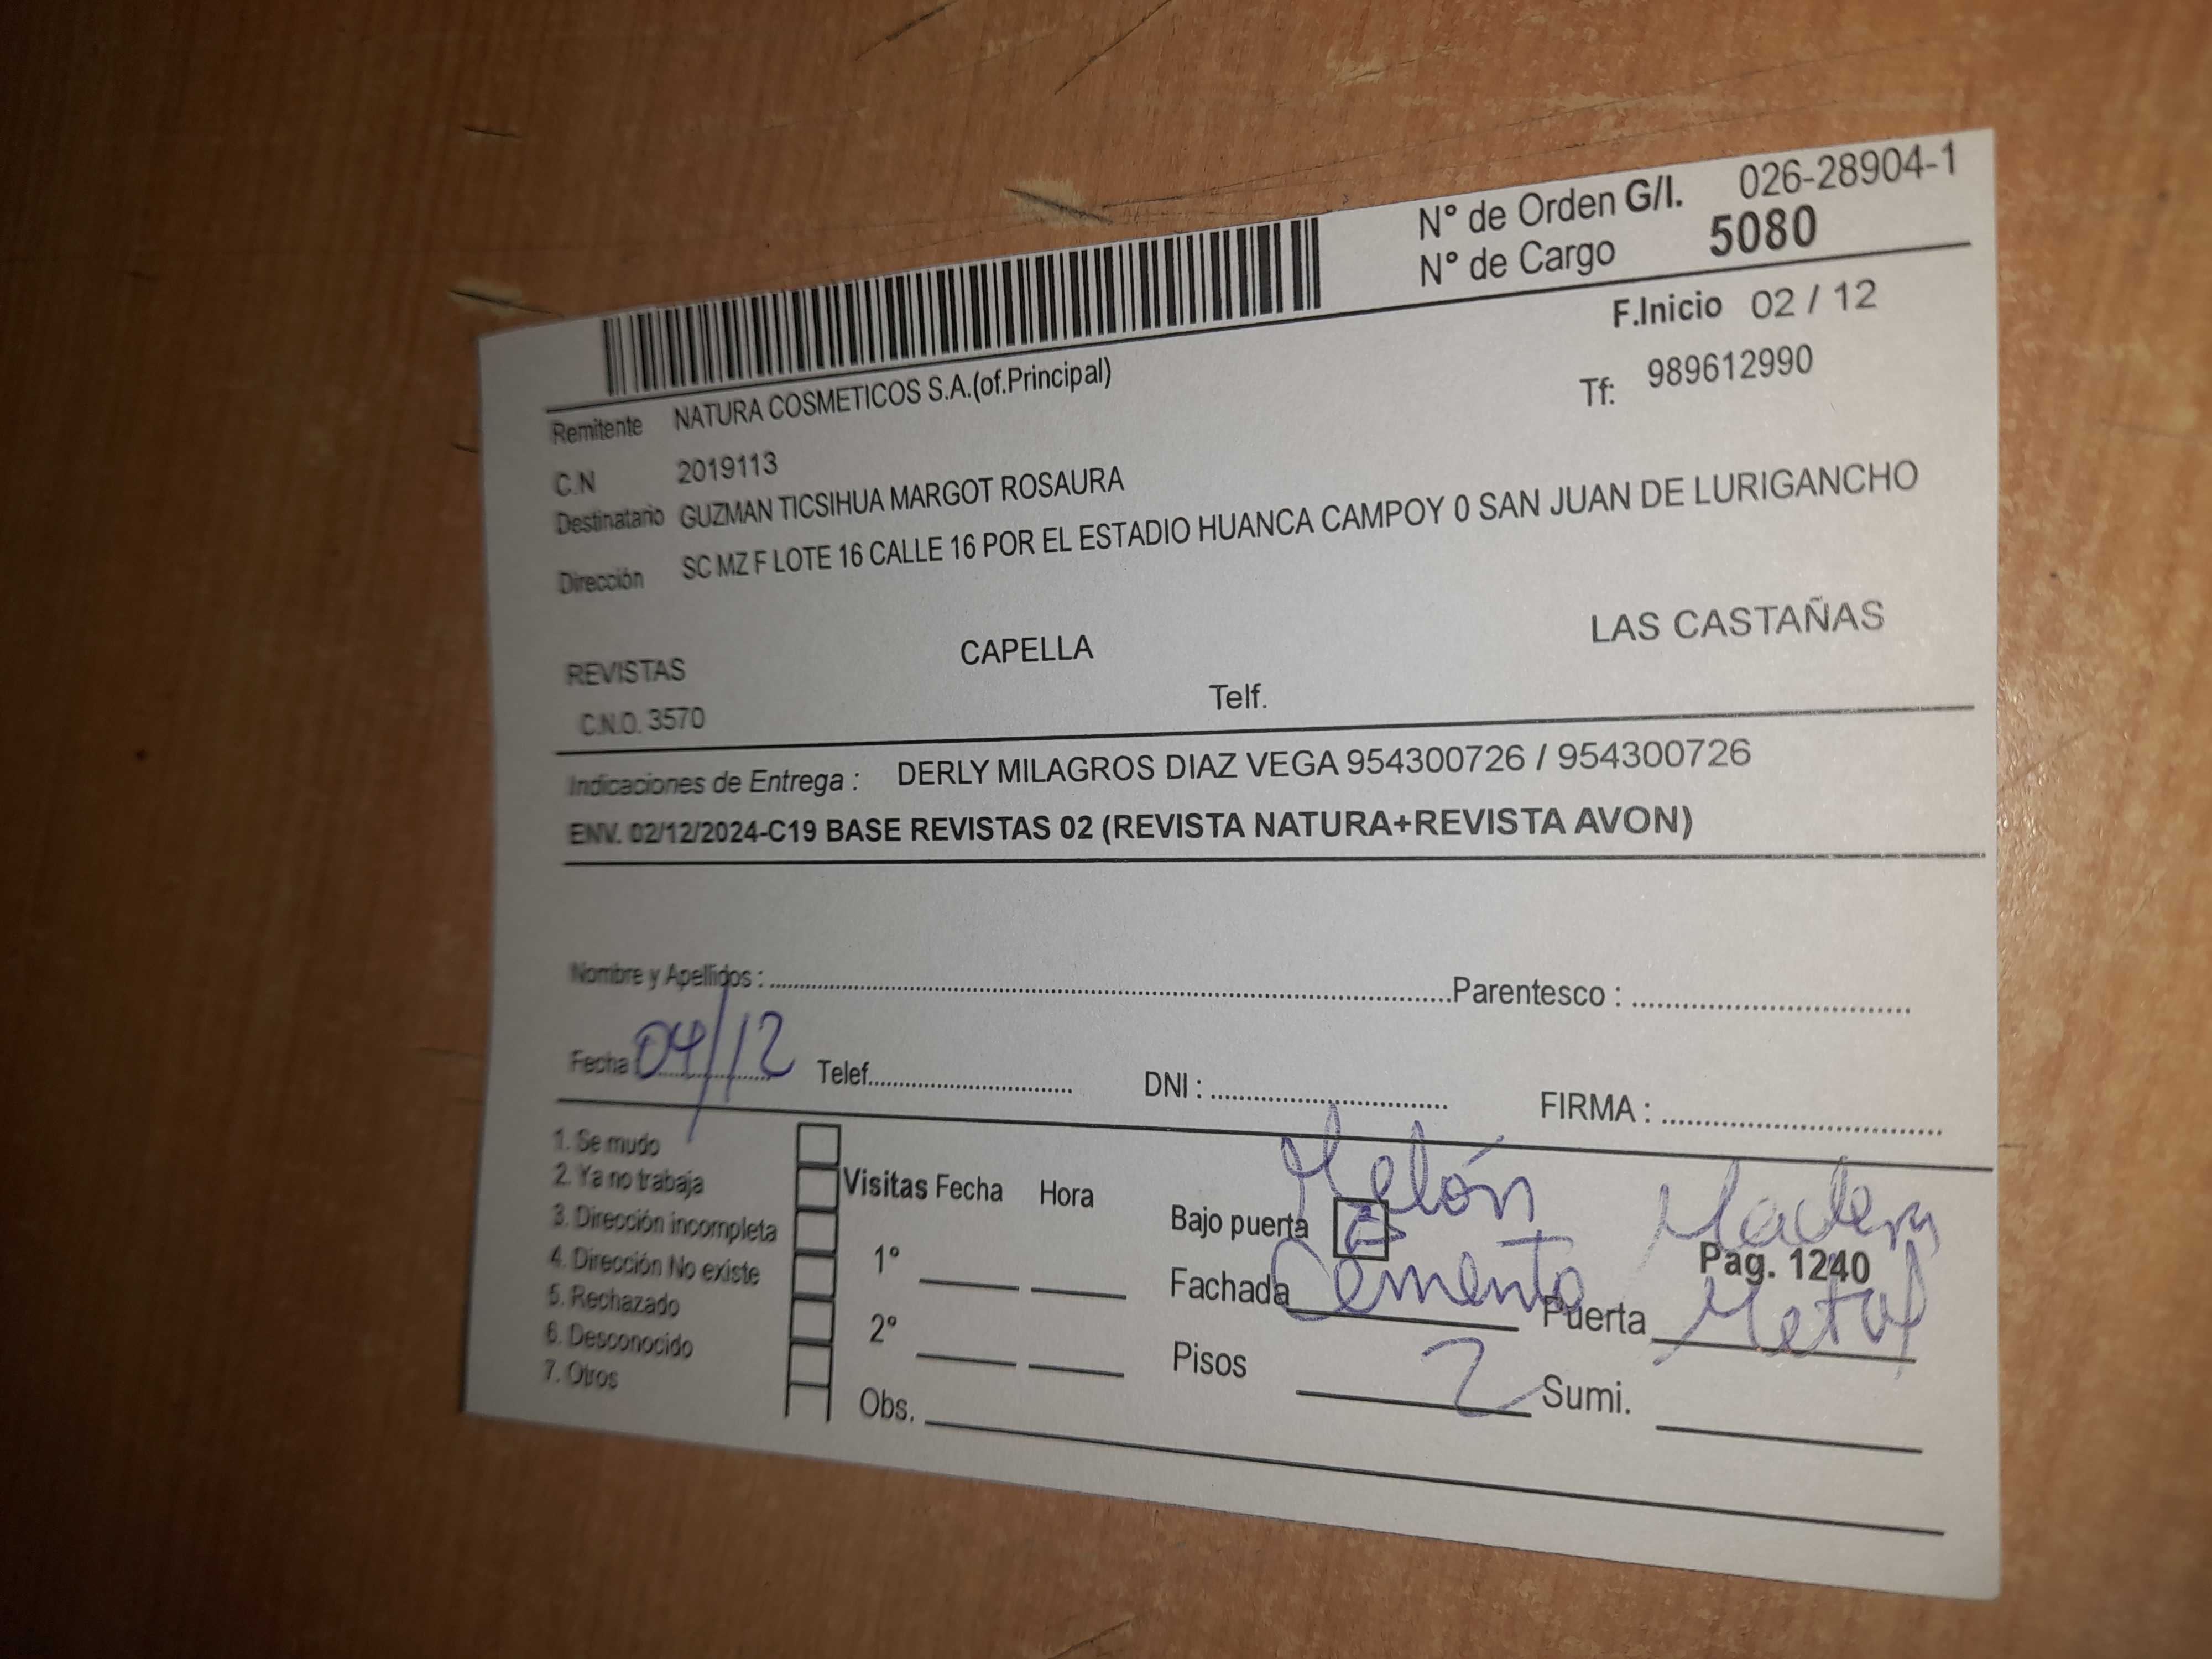 N° de Orden G/I. 026-28904-1
N° de Cargo 5080
F.Inicio 02 / 12
Remitente NATURA COSMETICOS S.A.(of.Principal)
Tf: 989612990
C.N 2019113
Destinatario GUZMAN TICSIHUA MARGOT ROSAURA
Dirección SC MZ F LOTE 16 CALLE 16 POR EL ESTADIO HUANCA CAMPOY 0 SAN JUAN DE LURIGANCHO
REVISTAS CAPELLA LAS CASTAÑAS
C.N.O. 3570 Telf.
Indicaciones de Entrega : DERLY MILAGROS DIAZ VEGA 954300726 / 954300726
ENV. 02/12/2024-C19 BASE REVISTAS 02 (REVISTA NATURA+REVISTA AVON)
Nombre y Apellidos : Parentesco :
Fecha 04/12 Telef. DNI : FIRMA :
1. Se mudo
2. Ya no trabaja
3. Dirección incompleta
4. Dirección No existe
5. Rechazado
6. Desconocido
7. Otros
Visitas Fecha Hora
1°
2°
Obs.
Melón Madera
Bajo puerta Pag. 1240
Fachada Cemento Puerta Metal
Pisos 2 Sumi.